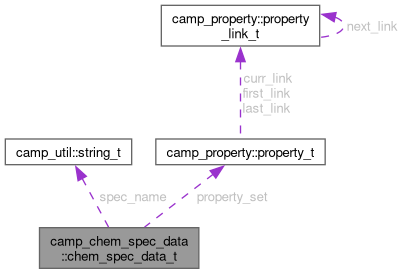 camp_property::property
_link_t
next_link
curr_link
first_link
last_link
camp_util::string_t
camp_property::property_t
spec_name
property_set
camp_chem_spec_data
::chem_spec_data_t